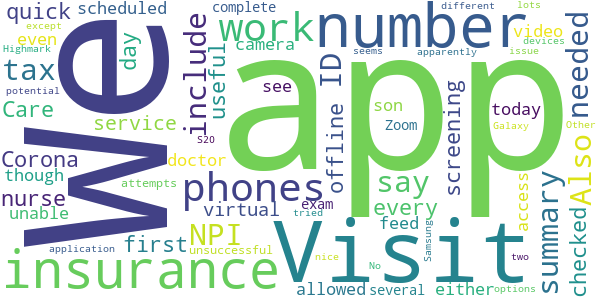 quick
scheduled
complete
different
lots
Highmark
except
even
day
work
number
camera
seems
devices
video
potential
tax
We
include
useful
see
apparently
issue
app
ID
needed
Care
service
offline
son
screening
today
Corona
S20
Zoom
Galaxy
Other
though
doctor
nurse
attempts
phones
say
Also
unable
virtual
exam
tried
every
access
summary
checked
application
first
NPI
unsuccessful
Visit
feed
Samsung
either
two
options
insurance
nice
No
allowed
several